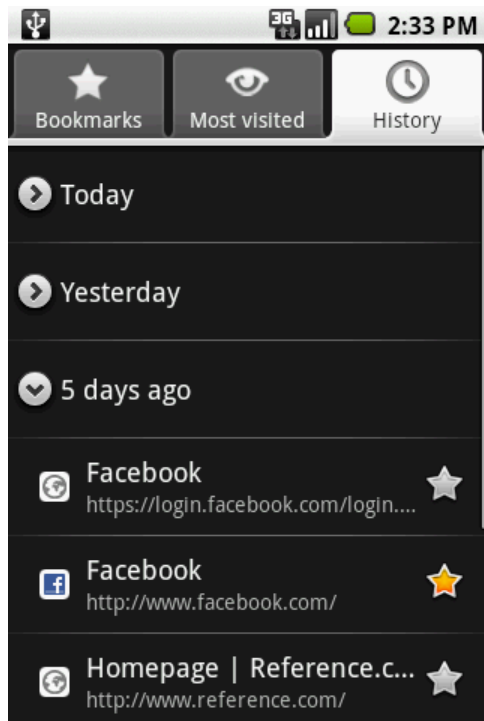 3G 2:33 PM
Bookmarks Most visited History
Today
Yesterday
5 days ago
Facebook
https://login.facebook.com/login....
Facebook
http://www.facebook.com/
Homepage | Reference.c...
http://www.reference.com/